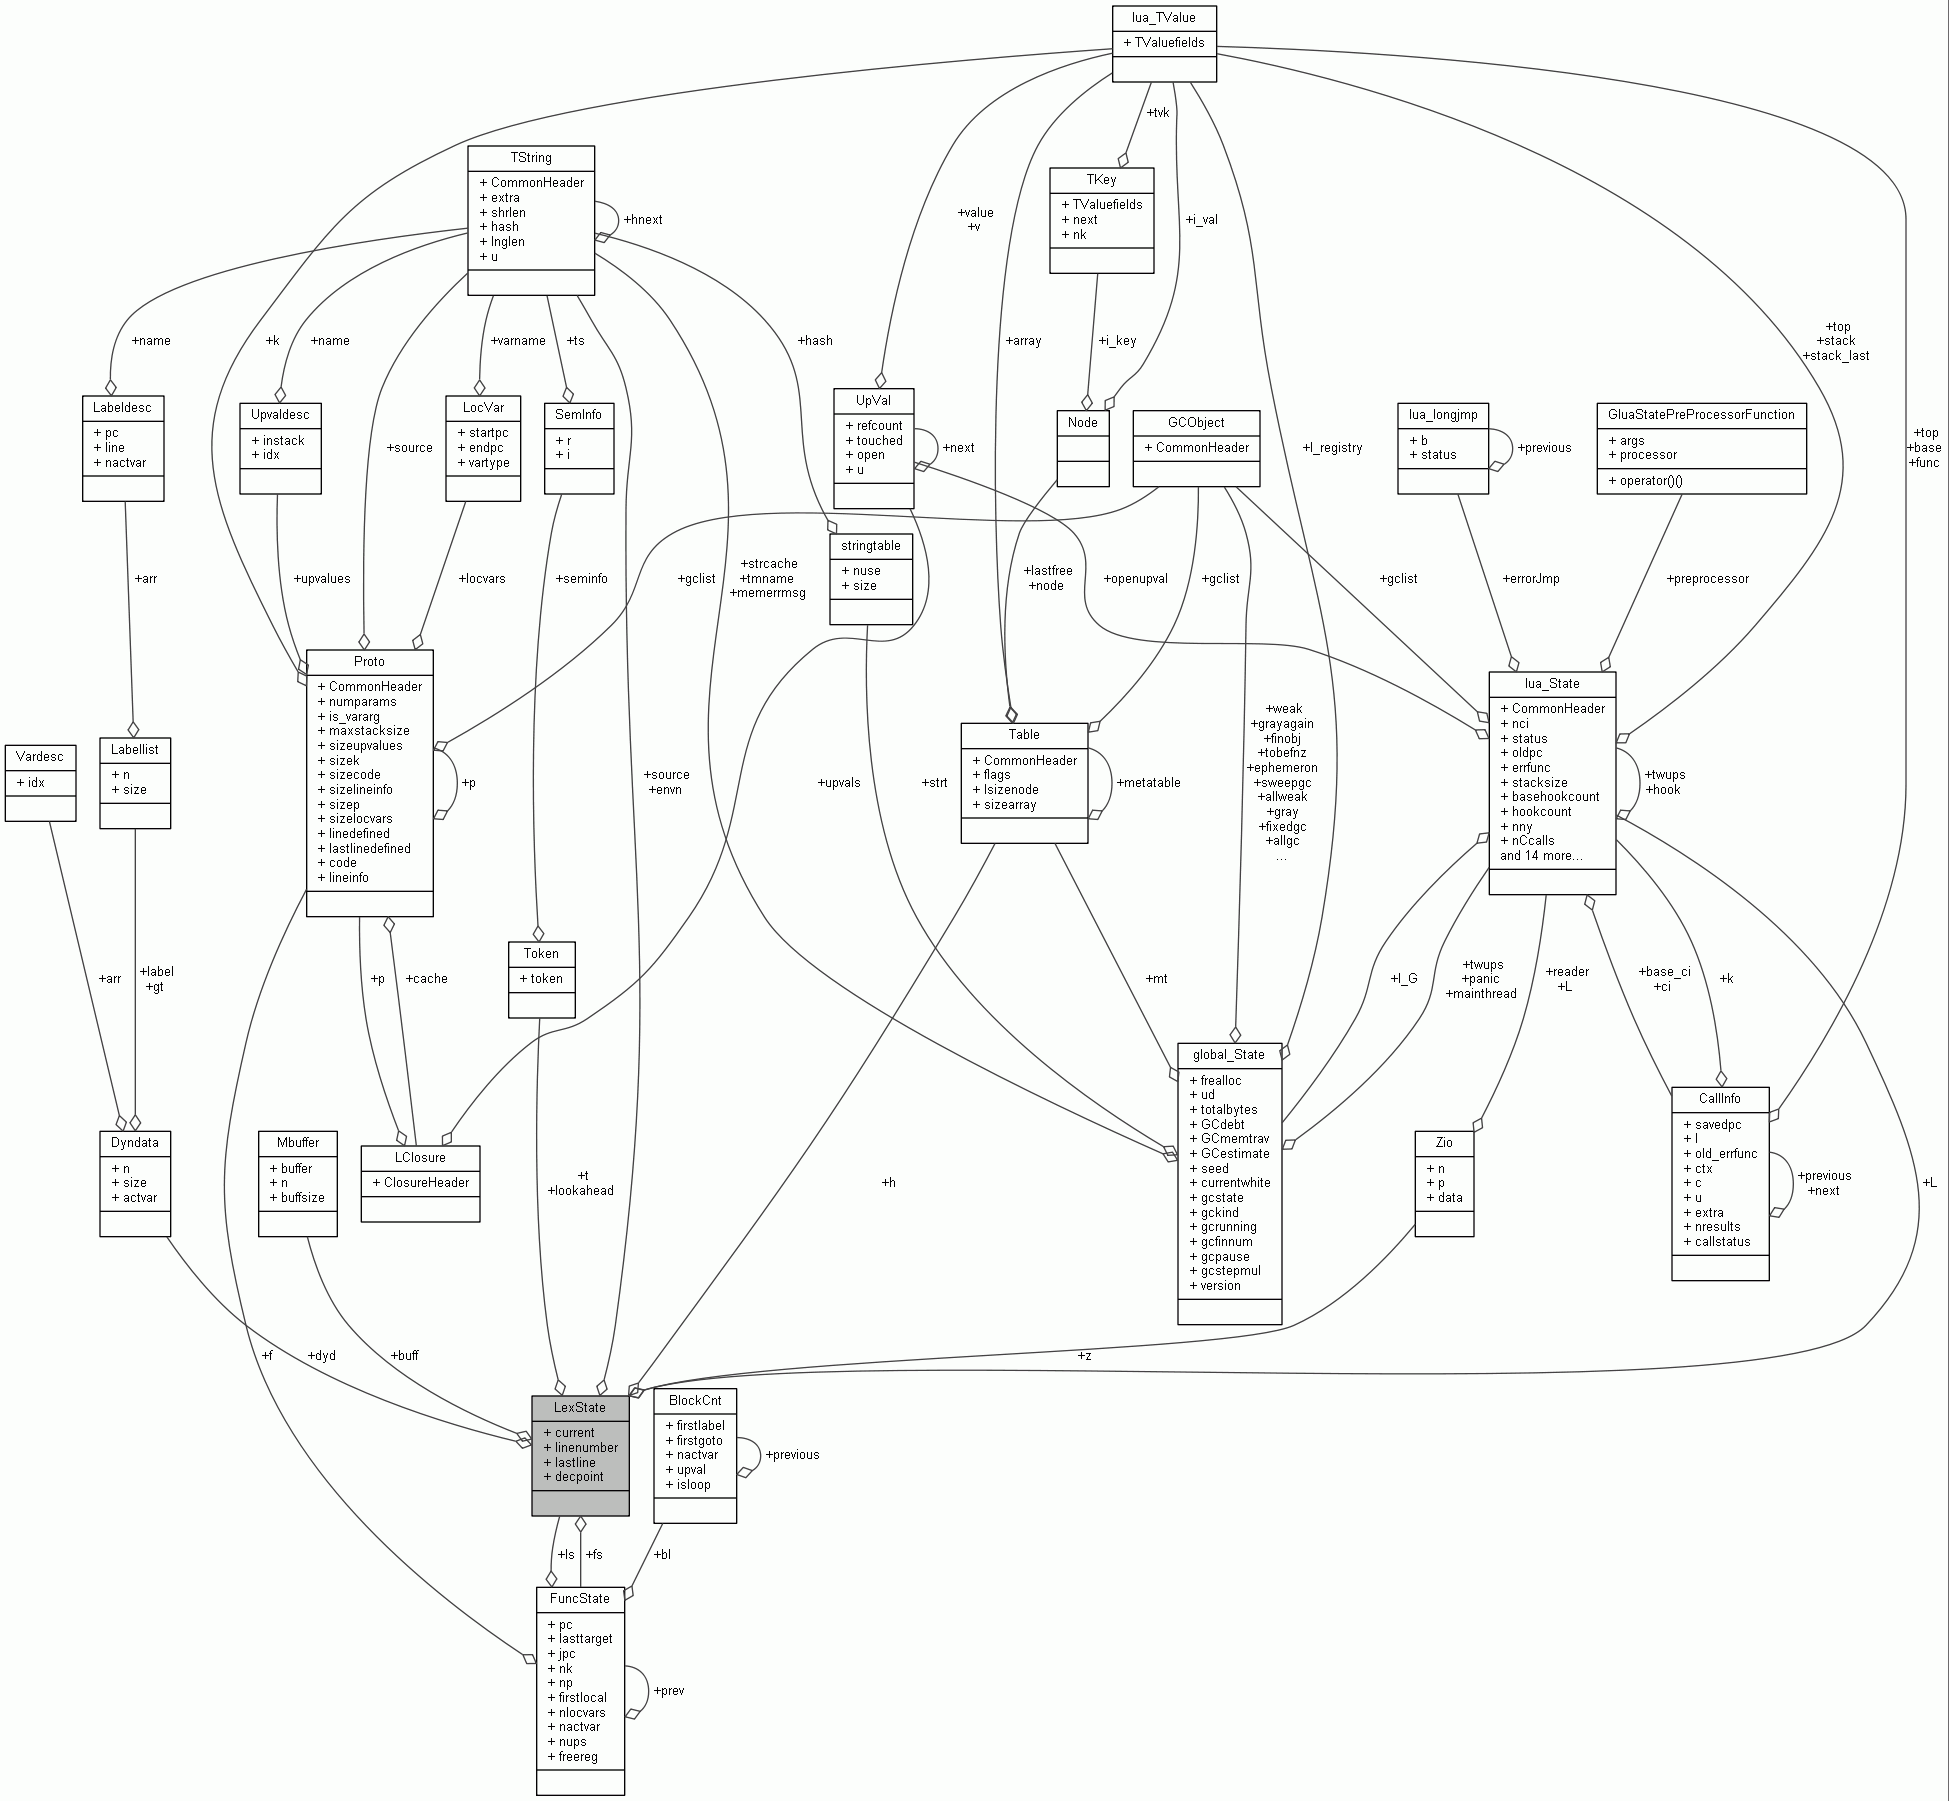 lua_TValue
+ TValuefields
+tvk
TString
+ CommonHeader
+ extra
+ shrlen
+ hash
+ lnglen
+ u
+hnext
TKey
+ TValuefields
+ next
+ nk
+value
+v
+i_val
+name
+k
+name
+source
+varname
+ts
+hash
+array
+i_key
+l_registry
+top
+stack
+stack_last
+top
+base
+func
Labeldesc
+ pc
+ line
+ nactvar
Upvaldesc
+ instack
+ idx
LocVar
+ startpc
+ endpc
+ vartype
SemInfo
+ r
+ i
UpVal
+ refcount
+ touched
+ open
+ u
+next
Node
GCObject
+ CommonHeader
lua_longjmp
+ b
+ status
+previous
GluaStatePreProcessorFunction
+ args
+ processor
+ operator()()
stringtable
+ nuse
+ size
+arr
+upvalues
+locvars
+seminfo
+gclist
+strcache
+tmname
+memerrmsg
+lastfree
+node
+openupval
+gclist
+gclist
+errorJmp
+preprocessor
Proto
+ CommonHeader
+ numparams
+ is_vararg
+ maxstacksize
+ sizeupvalues
+ sizek
+ sizecode
+ sizelineinfo
+ sizep
+ sizelocvars
+ linedefined
+ lastlinedefined
+ code
+ lineinfo
+p
Vardesc
+ idx
Labellist
+ n
+ size
+source
+envn
+upvals
+strt
Table
+ CommonHeader
+ flags
+ lsizenode
+ sizearray
+metatable
+weak
+grayagain
+finobj
+tobefnz
+ephemeron
+sweepgc
+allweak
+gray
+fixedgc
+allgc
...
lua_State
+ CommonHeader
+ nci
+ status
+ oldpc
+ errfunc
+ stacksize
+ basehookcount
+ hookcount
+ nny
+ nCcalls
and 14 more...
+twups
+hook
+arr
+label
+gt
+p
+cache
Token
+ token
+mt
+l_G
+twups
+panic
+mainthread
+reader
+L
+base_ci
+ci
+k
global_State
+ frealloc
+ ud
+ totalbytes
+ GCdebt
+ GCmemtrav
+ GCestimate
+ seed
+ currentwhite
+ gcstate
+ gckind
+ gcrunning
+ gcfinnum
+ gcpause
+ gcstepmul
+ version
CallInfo
+ savedpc
+ l
+ old_errfunc
+ ctx
+ c
+ u
+ extra
+ nresults
+ callstatus
+previous
+next
Dyndata
+ n
+ size
+ actvar
Mbuffer
+ buffer
+ n
+ buffsize
LClosure
+ ClosureHeader
+t
+lookahead
+h
Zio
+ n
+ p
+ data
+L
+f
+dyd
+buff
+z
LexState
+ current
+ linenumber
+ lastline
+ decpoint
BlockCnt
+ firstlabel
+ firstgoto
+ nactvar
+ upval
+ isloop
+previous
+ls
+fs
+bl
FuncState
+ pc
+ lasttarget
+ jpc
+ nk
+ np
+ firstlocal
+ nlocvars
+ nactvar
+ nups
+ freereg
+prev